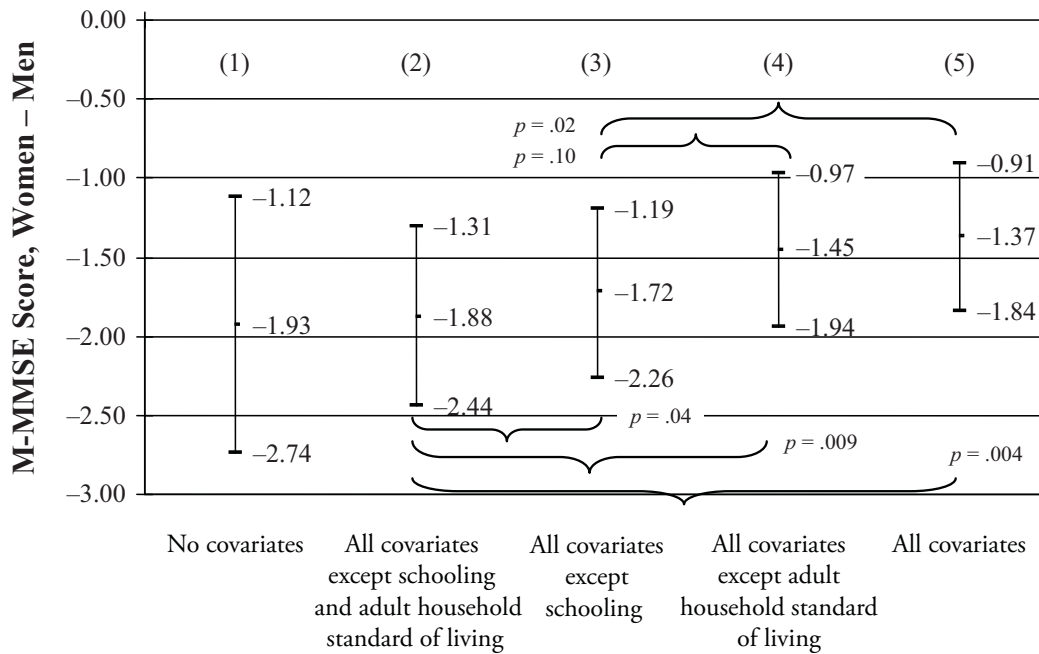 M-MMSE Score, Women – Men
0.00
–0.50
–1.00
–1.50
–2.00
–2.50
–3.00
(1)
(2)
(3)
(4)
(5)
p = .02
p = .10
–1.12
–1.93
–2.74
–1.31
–1.88
–2.44
–1.19
–1.72
–2.26
–0.97
–1.45
–1.94
–0.91
–1.37
–1.84
p = .04
p = .009
p = .004
No covariates
All covariates
except schooling
and adult household
standard of living
All covariates
except
schooling
All covariates
except adult
household standard
of living
All covariates